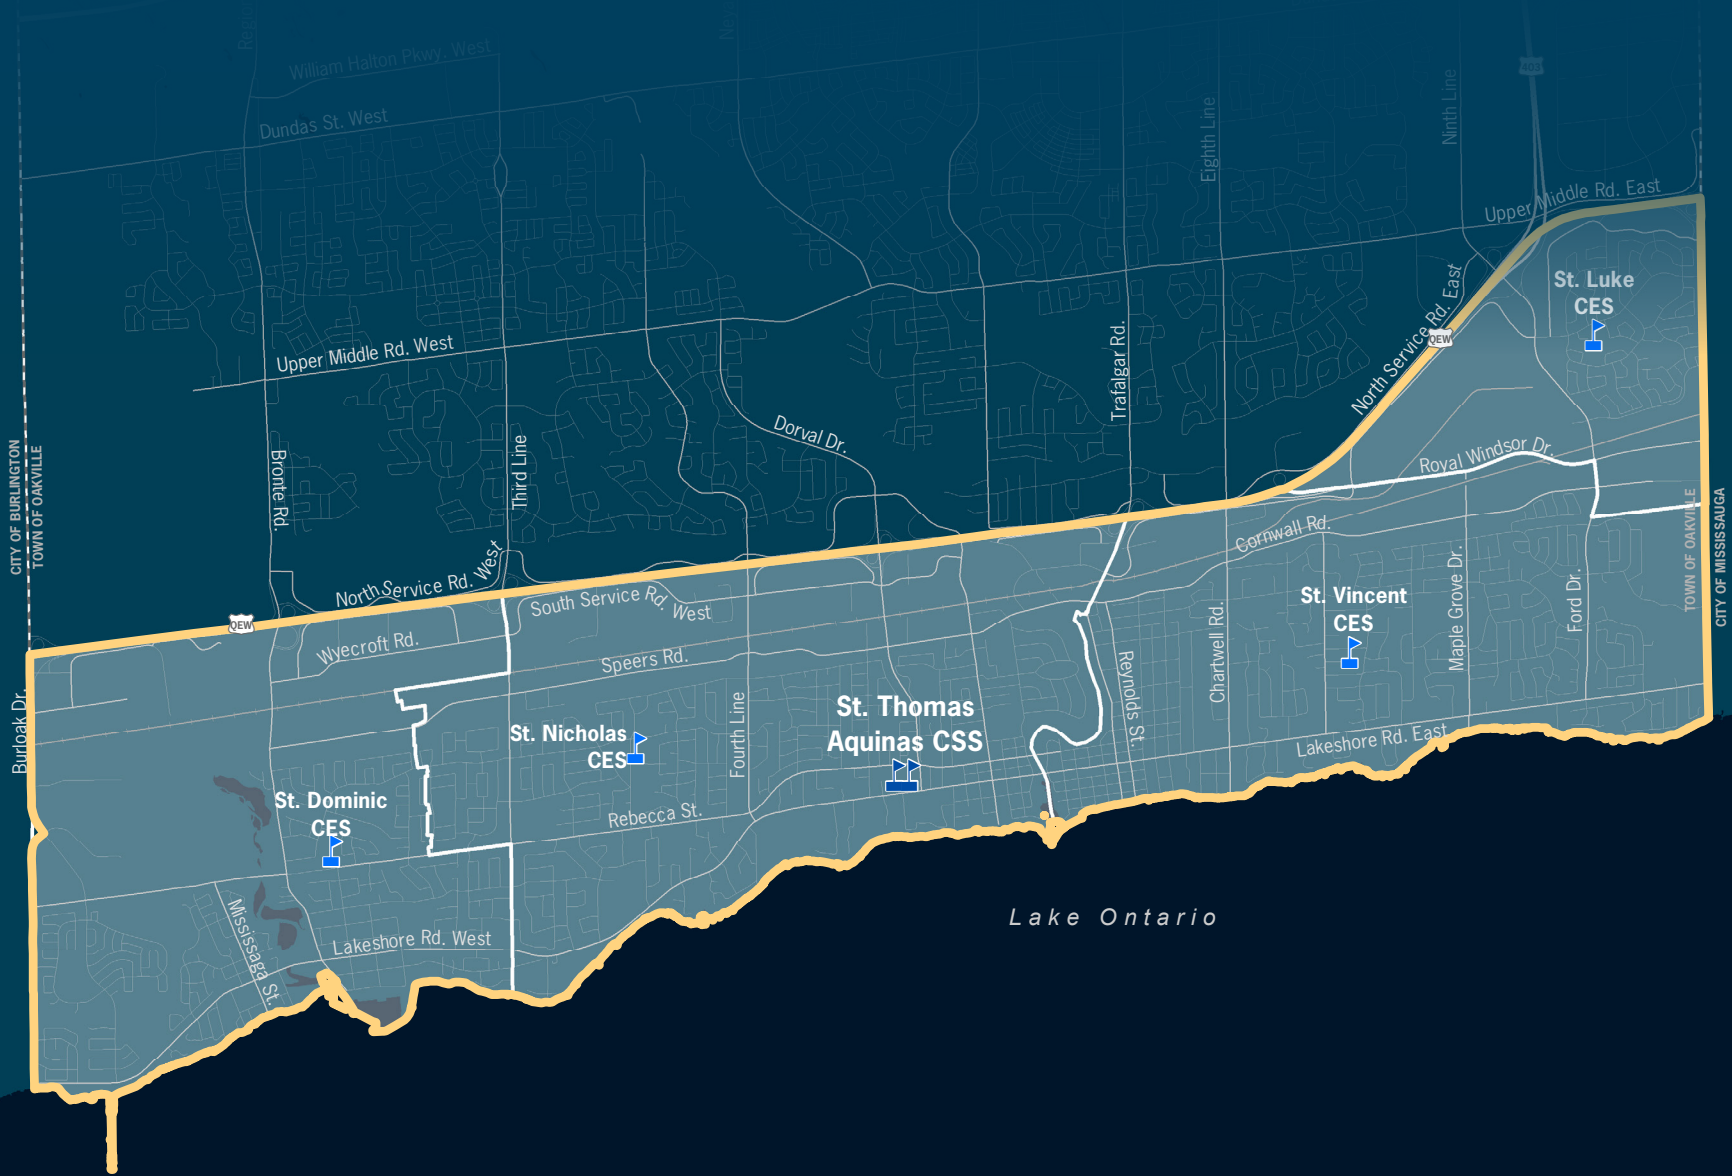 William Halton Pkwy. West
Dundas St. West
403
Eighth Line
Ninth Line
Upper Middle Rd. East
St. Luke
CES
North Service Rd. East
QEW
Upper Middle Rd. West
Trafalgar Rd.
Dorval Dr.
Third Line
Bronte Rd.
CITY OF BURLINGTON
TOWN OF OAKVILLE
Royal Windsor Dr.
Cornwall Rd.
TOWN OF OAKVILLE
CITY OF MISSISSAUGA
North Service Rd. West
South Service Rd. West
QEW
Wyecroft Rd.
Speers Rd.
St. Vincent
CES
Maple Grove Dr.
Ford Dr.
Chartwell Rd.
Reynolds St.
Burloak Dr.
Fourth Line
St. Thomas
Aquinas CSS
St. Nicholas
CES
Lakeshore Rd. East
St. Dominic
CES
Rebecca St.
Mississaga St.
Lakeshore Rd. West
Lake Ontario